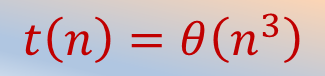 t(n) = θ(n³)